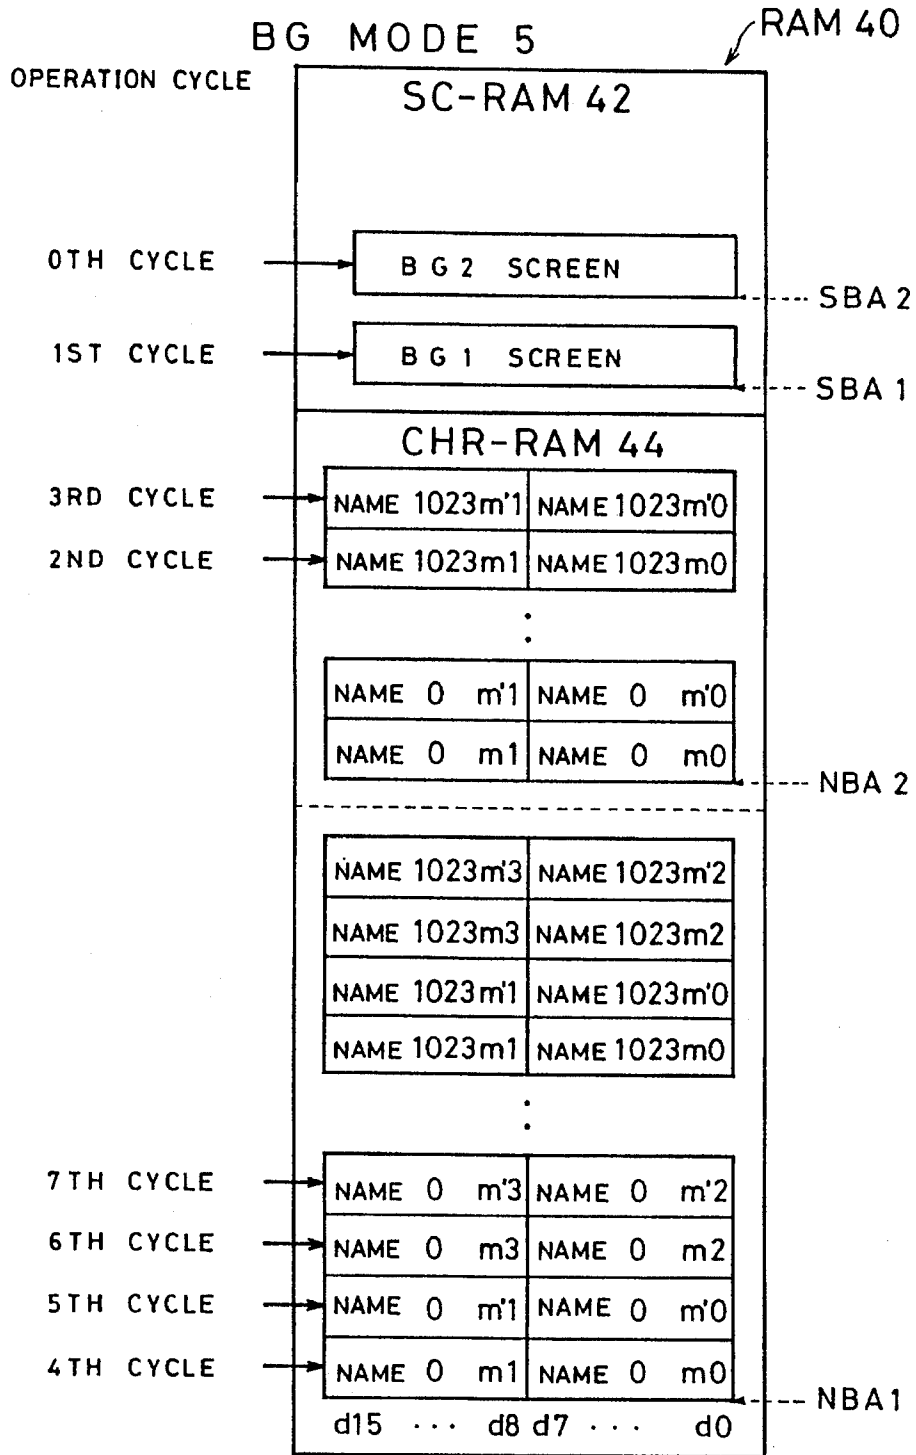 BG MODE 5
RAM 40
OPERATION CYCLE
SC-RAM 42
0TH CYCLE
BG2 SCREEN
SBA 2
1ST CYCLE
BG1 SCREEN
SBA 1
CHR-RAM 44
3RD CYCLE
NAME 1023m'1 NAME 1023m'0
2ND CYCLE
NAME 1023m1 NAME 1023m0
:
NAME 0 m'1 NAME 0 m'0
NAME 0 m1 NAME 0 m0
NBA 2
NAME 1023m'3 NAME 1023m'2
NAME 1023m3 NAME 1023m2
NAME 1023m'1 NAME 1023m'0
NAME 1023m1 NAME 1023m0
:
7TH CYCLE
NAME 0 m'3 NAME 0 m'2
6TH CYCLE
NAME 0 m3 NAME 0 m2
5TH CYCLE
NAME 0 m'1 NAME 0 m'0
4TH CYCLE
NAME 0 m1 NAME 0 m0
NBA1
d15 ··· d8 d7 ··· d0